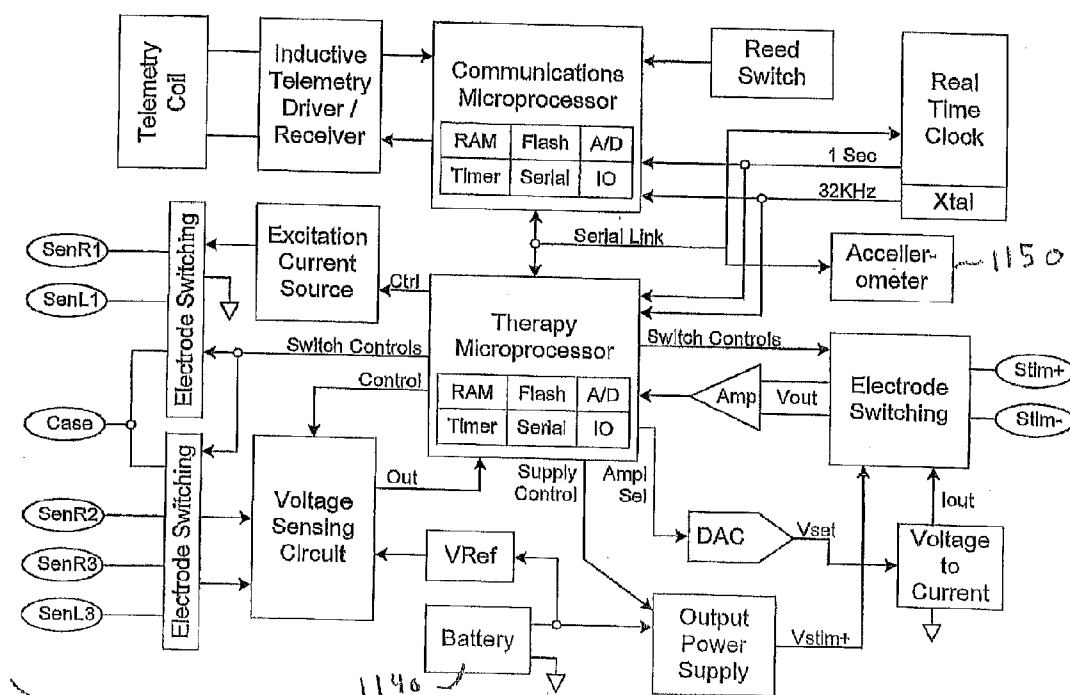 Telemetry Coil
Inductive Telemetry Driver / Receiver
Communications Microprocessor
RAM Flash A/D
Timer Serial IO
Reed Switch
Real Time Clock
Xtal
1 Sec
32KHz
Serial Link
Accellerometer
1150
SenR1
SenL1
Electrode Switching
Excitation Current Source
Ctrl
Therapy Microprocessor
RAM Flash A/D
Timer Serial IO
Switch Controls
Control
Switch Controls
Amp
Vout
Electrode Switching
Stim+
Stim-
Case
SenR2
SenR3
SenL3
Electrode Switching
Voltage Sensing Circuit
Out
Supply Control
Ampl Sel
VRef
DAC
Vset
Iout
Voltage to Current
Battery
1140
Output Power Supply
Vstim+